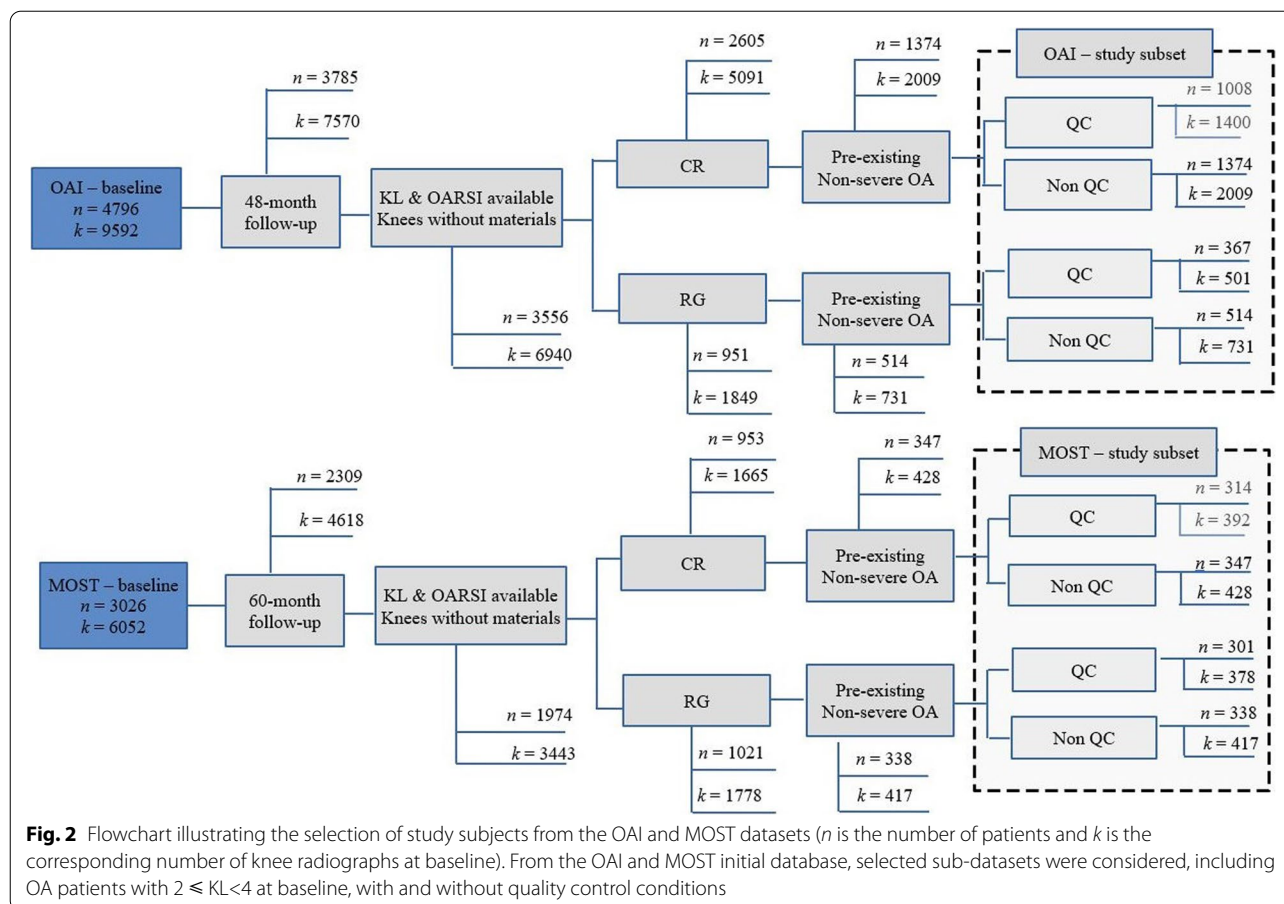 OAI – baseline
n = 4796
k = 9592
n = 3785
k = 7570
48-month
follow-up
KL & OARSI available
Knees without materials
n = 3556
k = 6940
n = 2605
k = 5091
CR
n = 1374
k = 2009
Pre-existing
Non-severe OA
RG
n = 951
k = 1849
Pre-existing
Non-severe OA
n = 514
k = 731
OAI – study subset
QC
n = 1008
k = 1400
Non QC
n = 1374
k = 2009
QC
n = 367
k = 501
Non QC
n = 514
k = 731
MOST – baseline
n = 3026
k = 6052
n = 2309
k = 4618
60-month
follow-up
KL & OARSI available
Knees without materials
n = 1974
k = 3443
n = 953
k = 1665
CR
n = 347
k = 428
Pre-existing
Non-severe OA
RG
n = 1021
k = 1778
Pre-existing
Non-severe OA
n = 338
k = 417
MOST – study subset
QC
n = 314
k = 392
Non QC
n = 347
k = 428
QC
n = 301
k = 378
Non QC
n = 338
k = 417
Fig. 2 Flowchart illustrating the selection of study subjects from the OAI and MOST datasets (n is the number of patients and k is the
corresponding number of knee radiographs at baseline). From the OAI and MOST initial database, selected sub-datasets were considered, including
OA patients with 2 ⩽ KL<4 at baseline, with and without quality control conditions